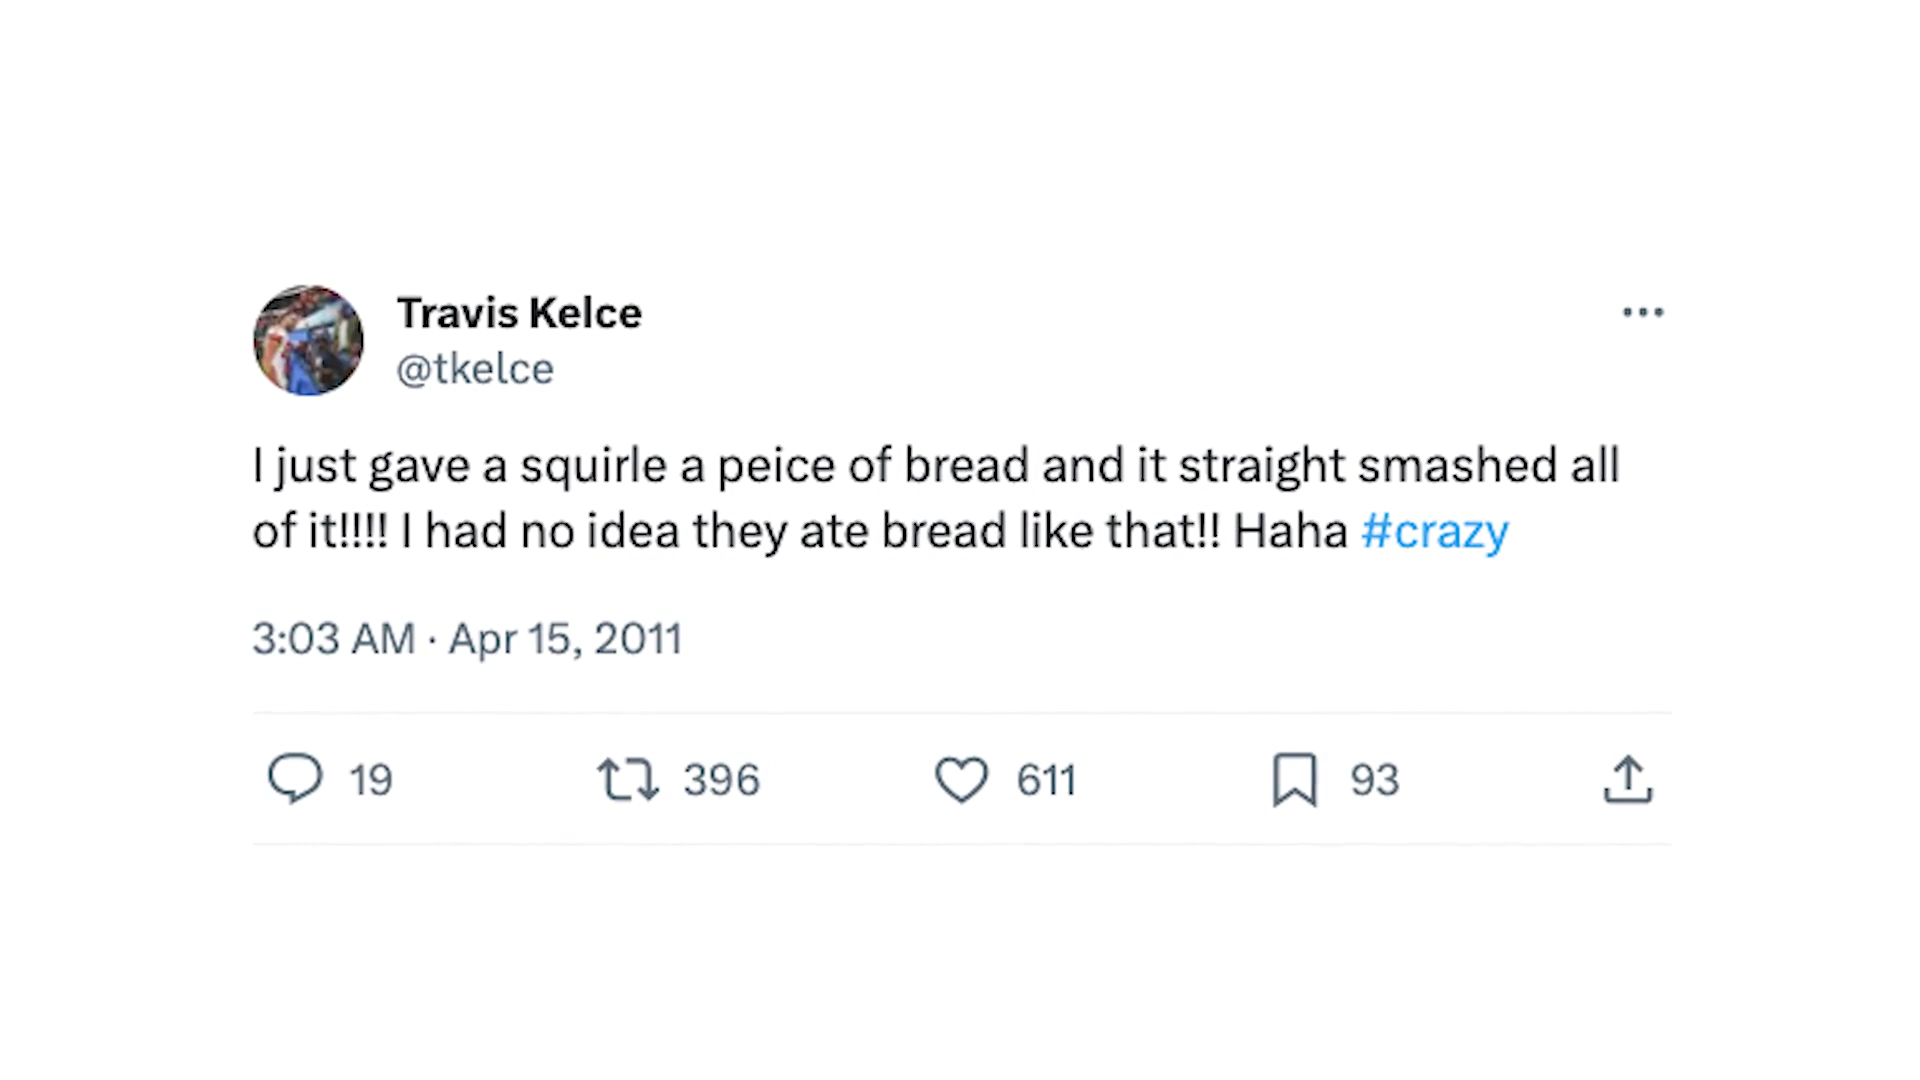 Travis Kelce
@tkelce
I just gave a squirle a peice of bread and it straight smashed all
of it!!!! I had no idea they ate bread like that!! Haha #crazy
3:03 AM · Apr 15, 2011
19 396 611 93